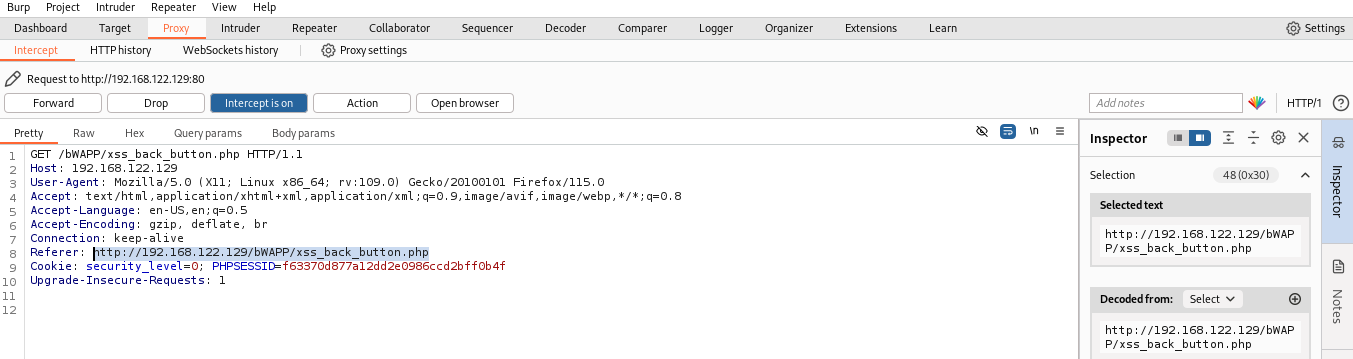 Burp Project Intruder Repeater View Help
Dashboard Target Proxy Intruder Repeater Collaborator Sequencer Decoder Comparer Logger Organizer Extensions Learn Settings
Intercept HTTP history WebSockets history Proxy settings
Request to http://192.168.122.129:80
Forward Drop Intercept is on Action Open browser Add notes HTTP/1
Pretty Raw Hex Query params Body params \n
1 GET /bWAPP/xss_back_button.php HTTP/1.1
2 Host: 192.168.122.129
3 User-Agent: Mozilla/5.0 (X11; Linux x86_64; rv:109.0) Gecko/20100101 Firefox/115.0
4 Accept: text/html,application/xhtml+xml,application/xml;q=0.9,image/avif,image/webp,*/*;q=0.8
5 Accept-Language: en-US,en;q=0.5
6 Accept-Encoding: gzip, deflate, br
7 Connection: keep-alive
8 Referer: http://192.168.122.129/bWAPP/xss_back_button.php
9 Cookie: security_level=0; PHPSESSID=f63370d877a12dd2e0986ccd2bff0b4f
10 Upgrade-Insecure-Requests: 1
11
12
Inspector
Selection 48 (0x30)
Selected text
http://192.168.122.129/bWAP
P/xss_back_button.php
Decoded from: Select
http://192.168.122.129/bWAP
P/xss_back_button.php
Inspector
Notes